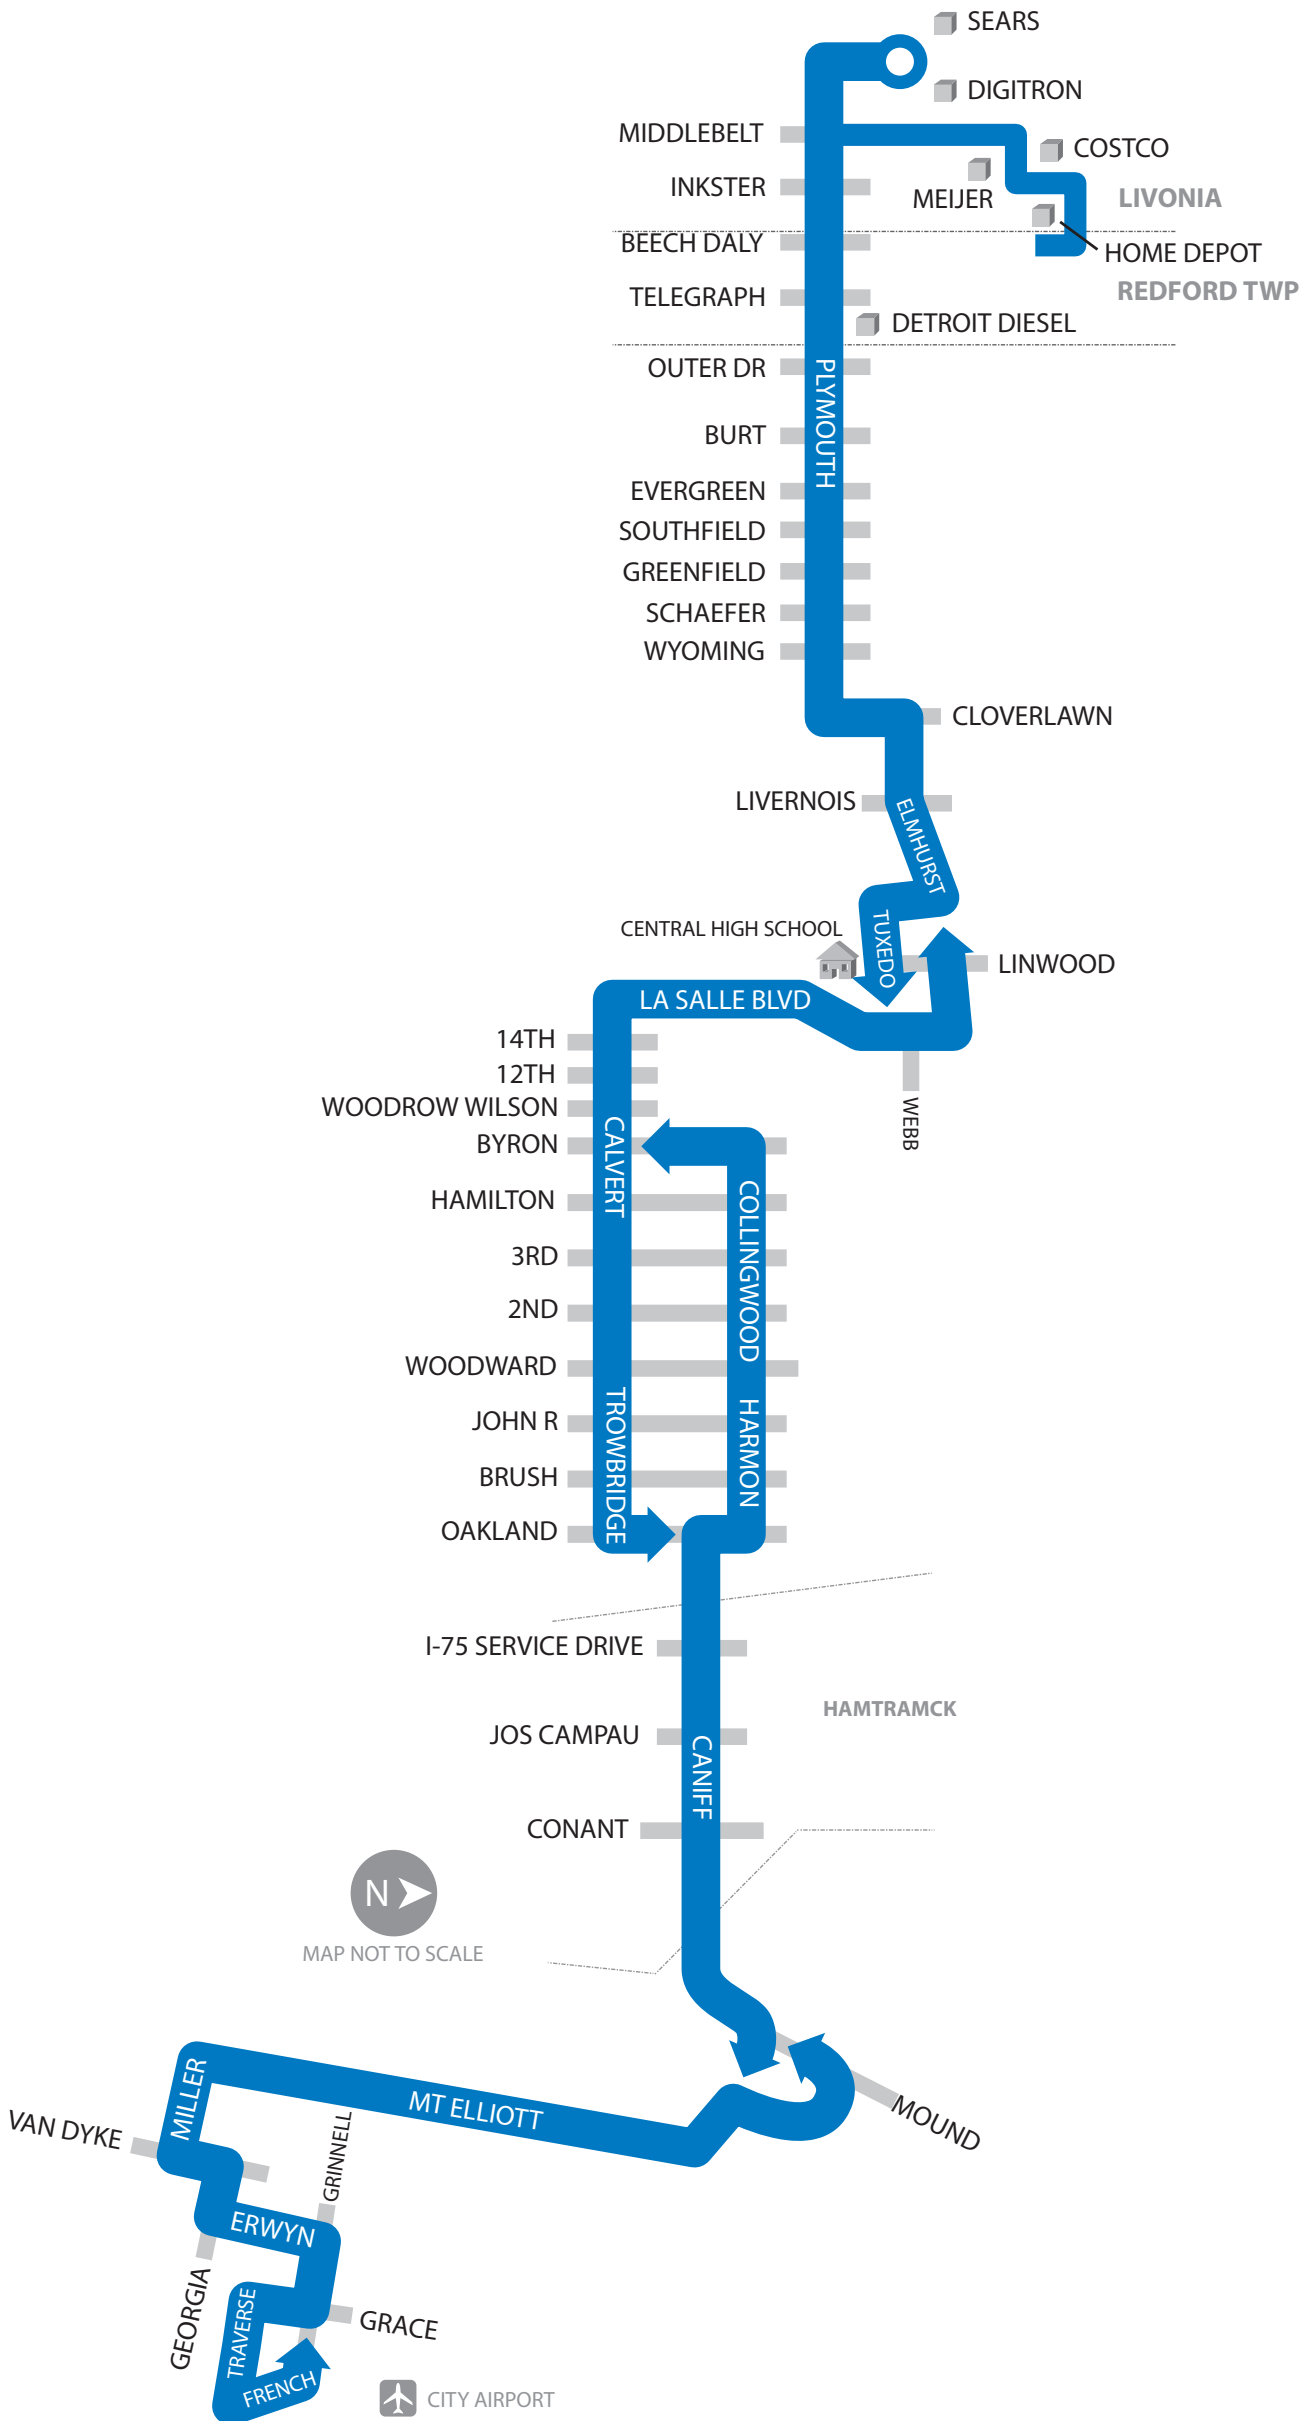 SEARS
DIGITRON
MIDDLEBELT
COSTCO
INKSTER
MEIJER
LIVONIA
BEECH DALY
HOME DEPOT
REDFORD TWP
TELEGRAPH
DETROIT DIESEL
OUTER DR
PLYMOUTH
BURT
EVERGREEN
SOUTHFIELD
GREENFIELD
SCHAEFER
WYOMING
CLOVERLAWN
LIVERNOIS
ELMHURST
CENTRAL HIGH SCHOOL
TUXEDO
LINWOOD
LA SALLE BLVD
14TH
12TH
WOODROW WILSON
WEBB
BYRON
CALVERT
HAMILTON
COLLINGWOOD
3RD
2ND
WOODWARD
JOHN R
TROWBRIDGE
HARMON
BRUSH
OAKLAND
I-75 SERVICE DRIVE
HAMTRAMCK
JOS CAMPAU
CANIFF
CONANT
N
MAP NOT TO SCALE
MOUND
MT ELLIOTT
MILLER
VAN DYKE
GRINNELL
ERWYN
GEORGIA
GRACE
TRAVERSE
FRENCH
CITY AIRPORT